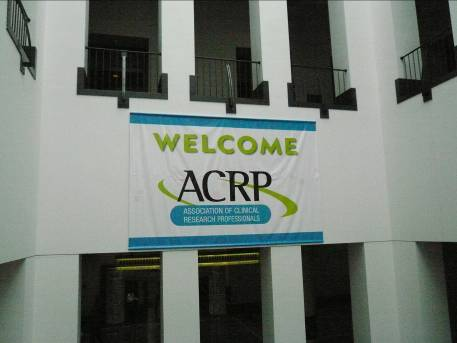 WELCOME
ACRP
ASSOCIATION OF CLINICAL
RESEARCH PROFESSIONALS